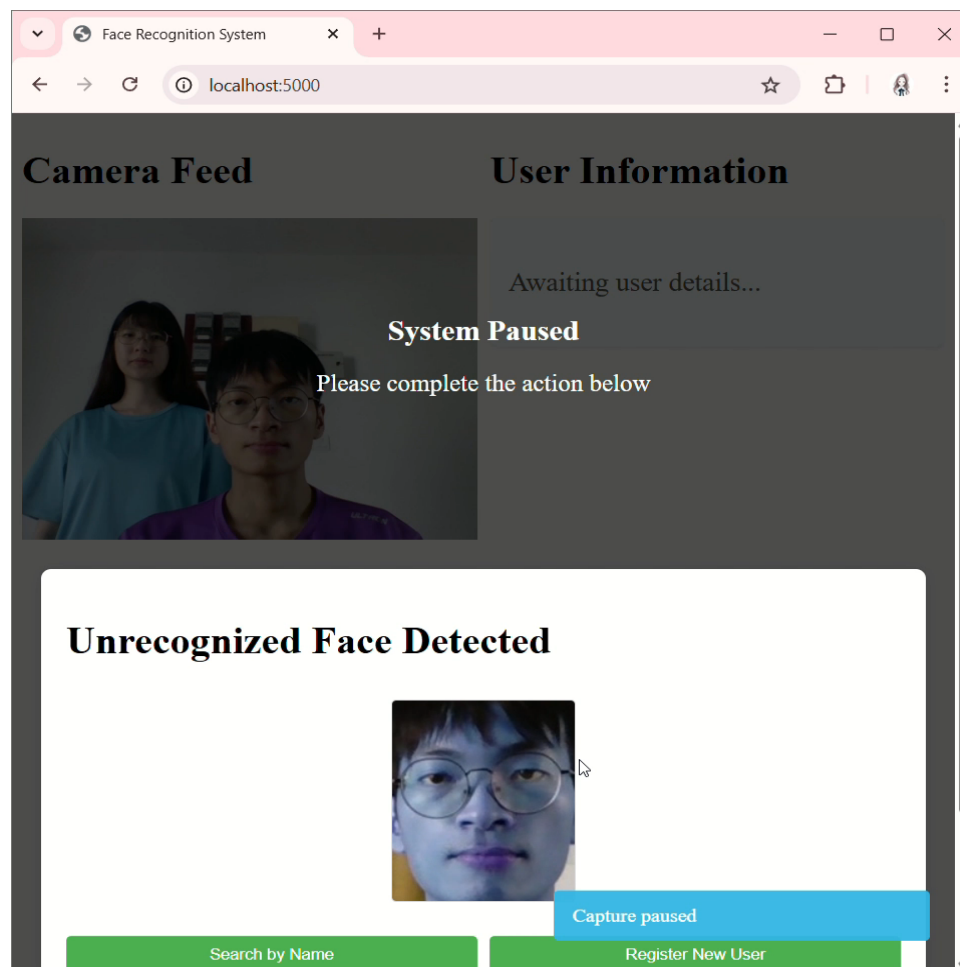 Face Recognition System
localhost:5000
Camera Feed
User Information
Awaiting user details...
System Paused
Please complete the action below
Unrecognized Face Detected
Capture paused
Search by Name
Register New User